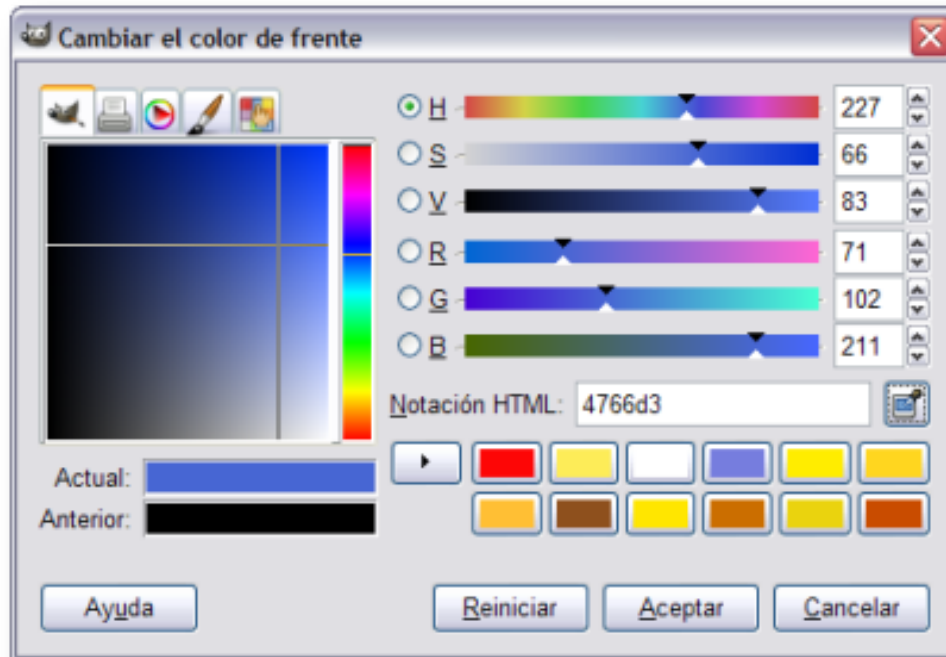 Cambiar el color de frente
H 227
S 66
V 83
R 71
G 102
B 211
Notación HTML: 4766d3
Actual:
Anterior:
Ayuda Reiniciar Aceptar Cancelar